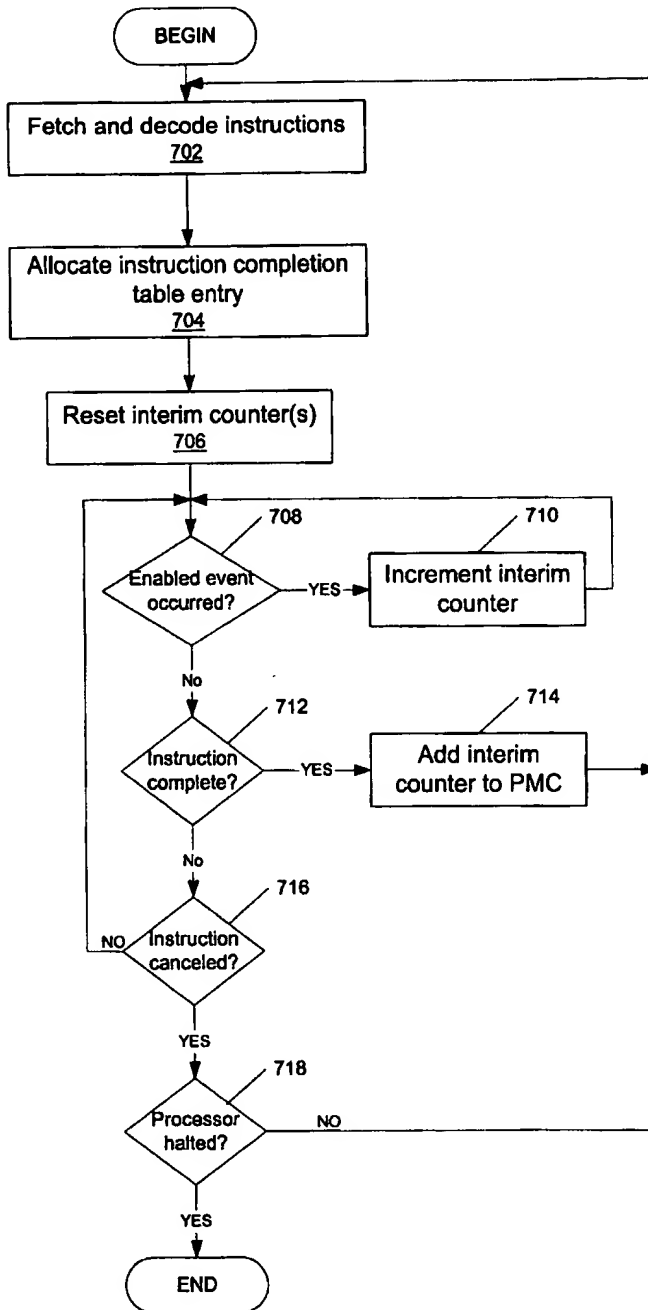 BEGIN
Fetch and decode instructions
702
Allocate instruction completion
table entry
704
Reset interim counter(s)
706
708
Enabled event
occurred?
YES
710
Increment interim
counter
No
712
Instruction
complete?
YES
714
Add interim
counter to PMC
No
716
Instruction
canceled?
NO
YES
718
Processor
halted?
NO
YES
END